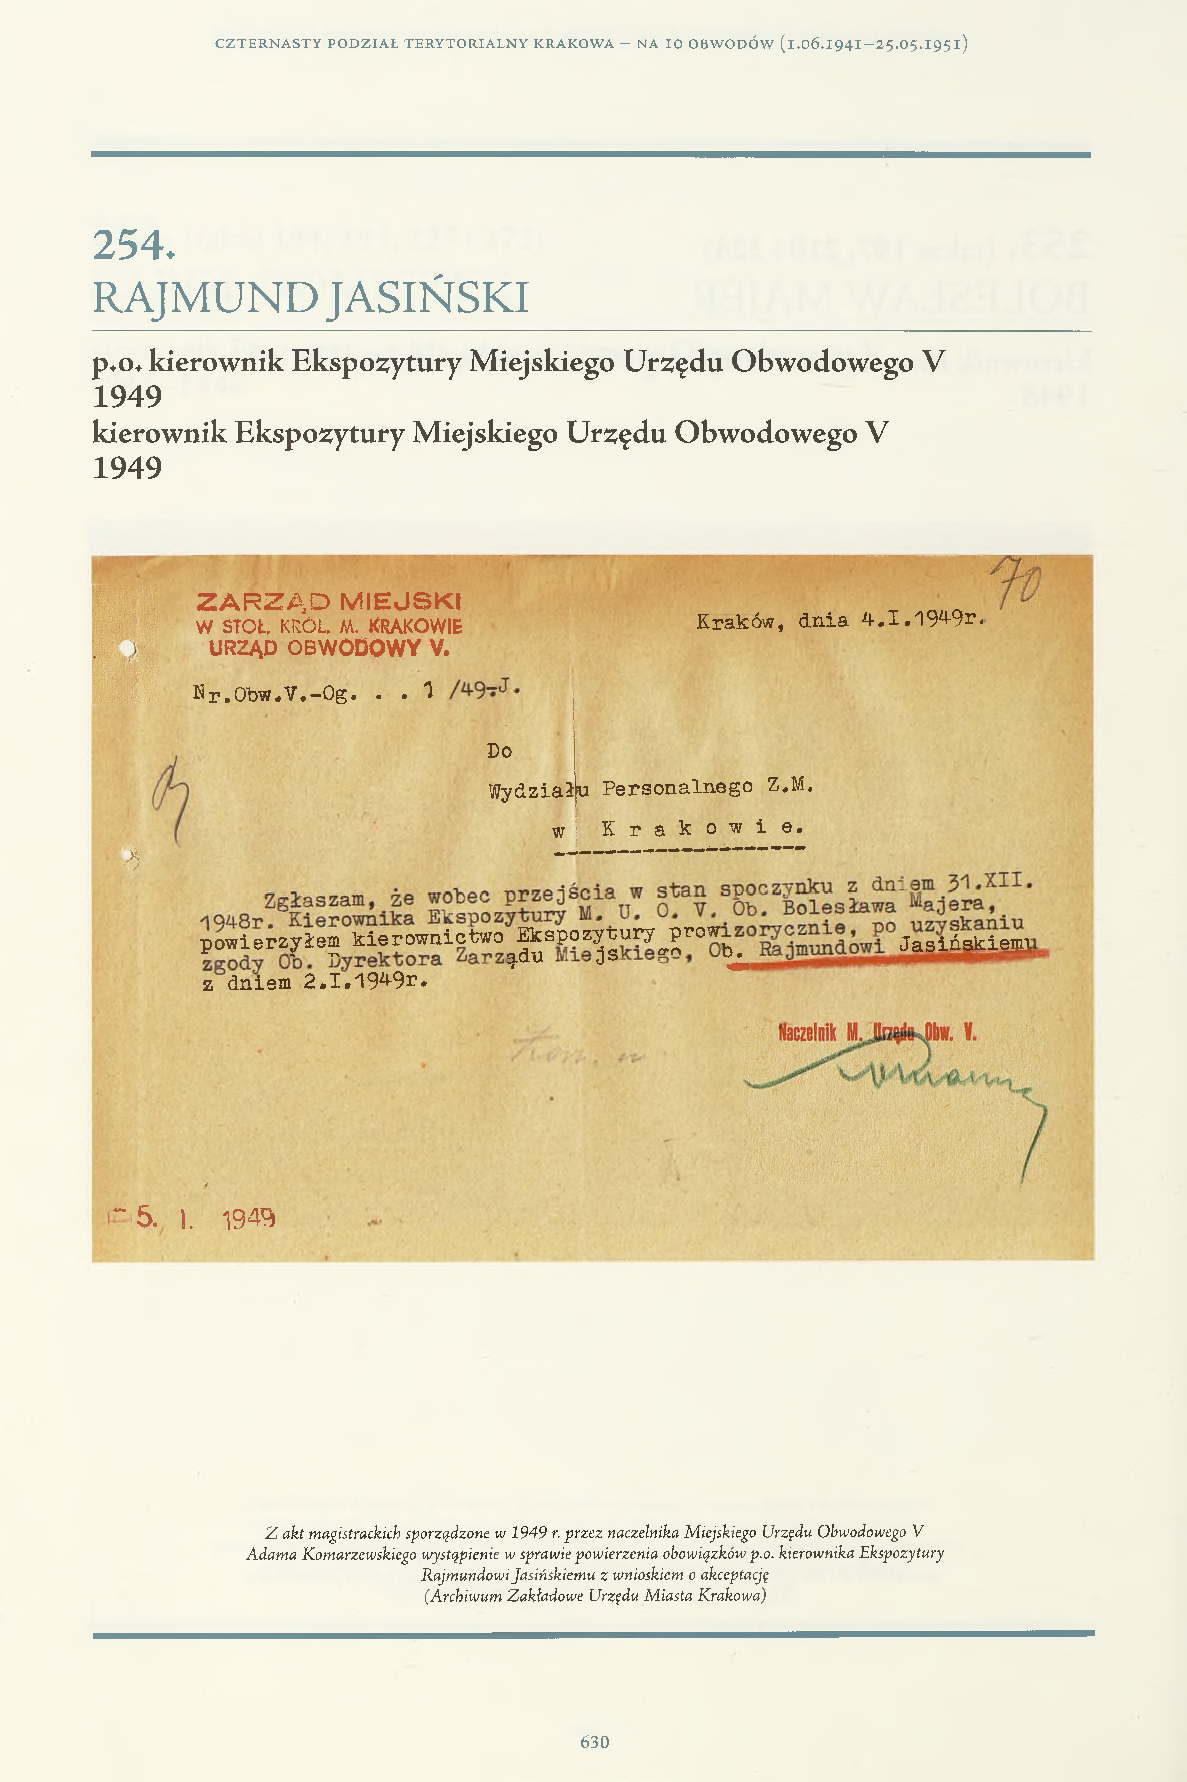 CZTERNASTY PODZIAŁ TERYTORIALNY KRAKOWA – NA 10 OBWODÓW (1.06.1941–25.05.1951)
254.
RAJMUND JASIŃSKI
p.o. kierownik Ekspozytury Miejskiego Urzędu Obwodowego V
1949
kierownik Ekspozytury Miejskiego Urzędu Obwodowego V
1949
70
ZARZĄD MIEJSKI
W STOŁ. KRÓL. M. KRAKOWIE
URZĄD OBWODOWY V.
Kraków, dnia 4.I.1949r.
Nr.Obw.V.-Og. . . 1 /49-J.
Do
Wydziału Personalnego Z.M.
w K r a k o w i e.
Zgłaszam, że wobec przejścia w stan spoczynku z dniem 31.XII.
1948r. Kierownika Ekspozytury M. U. O. V. Ob. Bolesława Majera,
powierzyłem kierownictwo Ekspozytury prowizorycznie, po uzyskaniu
zgody Ob. Dyrektora Zarządu Miejskiego, Ob. Rajmundowi Jasińskiemu
z dniem 2.I.1949r.
Naczelnik M. Urzędu Obw. V.
5. I. 1949
Z akt magistrackich sporządzone w 1949 r. przez naczelnika Miejskiego Urzędu Obwodowego V
Adama Komarzewskiego wystąpienie w sprawie powierzenia obowiązków p.o. kierownika Ekspozytury
Rajmundowi Jasińskiemu z wnioskiem o akceptację
(Archiwum Zakładowe Urzędu Miasta Krakowa)
630